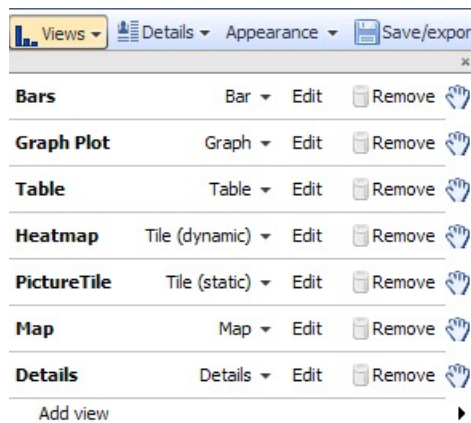 Views Details Appearance Save/expor
Bars Bar Edit Remove
Graph Plot Graph Edit Remove
Table Table Edit Remove
Heatmap Tile (dynamic) Edit Remove
PictureTile Tile (static) Edit Remove
Map Map Edit Remove
Details Details Edit Remove
Add view